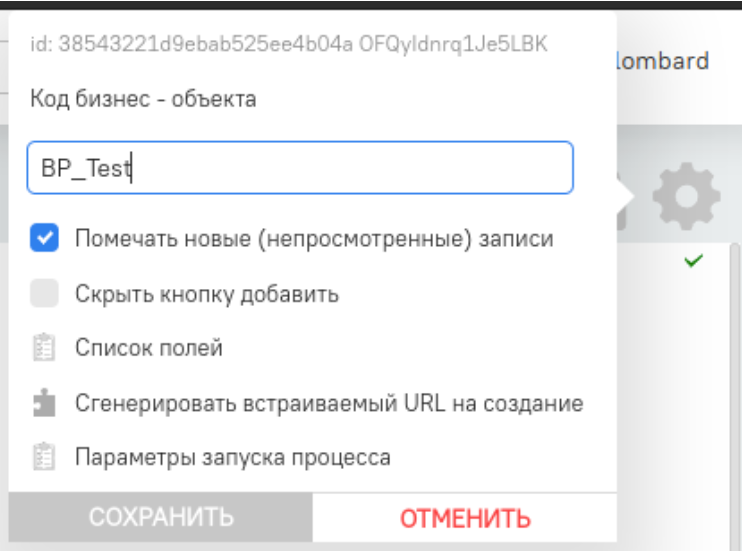 id: 38543221d9ebab525ee4b04a OFQyldnrq1Je5LBK
lombard
Код бизнес - объекта
BP_Test
Помечать новые (непросмотренные) записи
Скрыть кнопку добавить
Список полей
Сгенерировать встраиваемый URL на создание
Параметры запуска процесса
СОХРАНИТЬ
ОТМЕНИТЬ